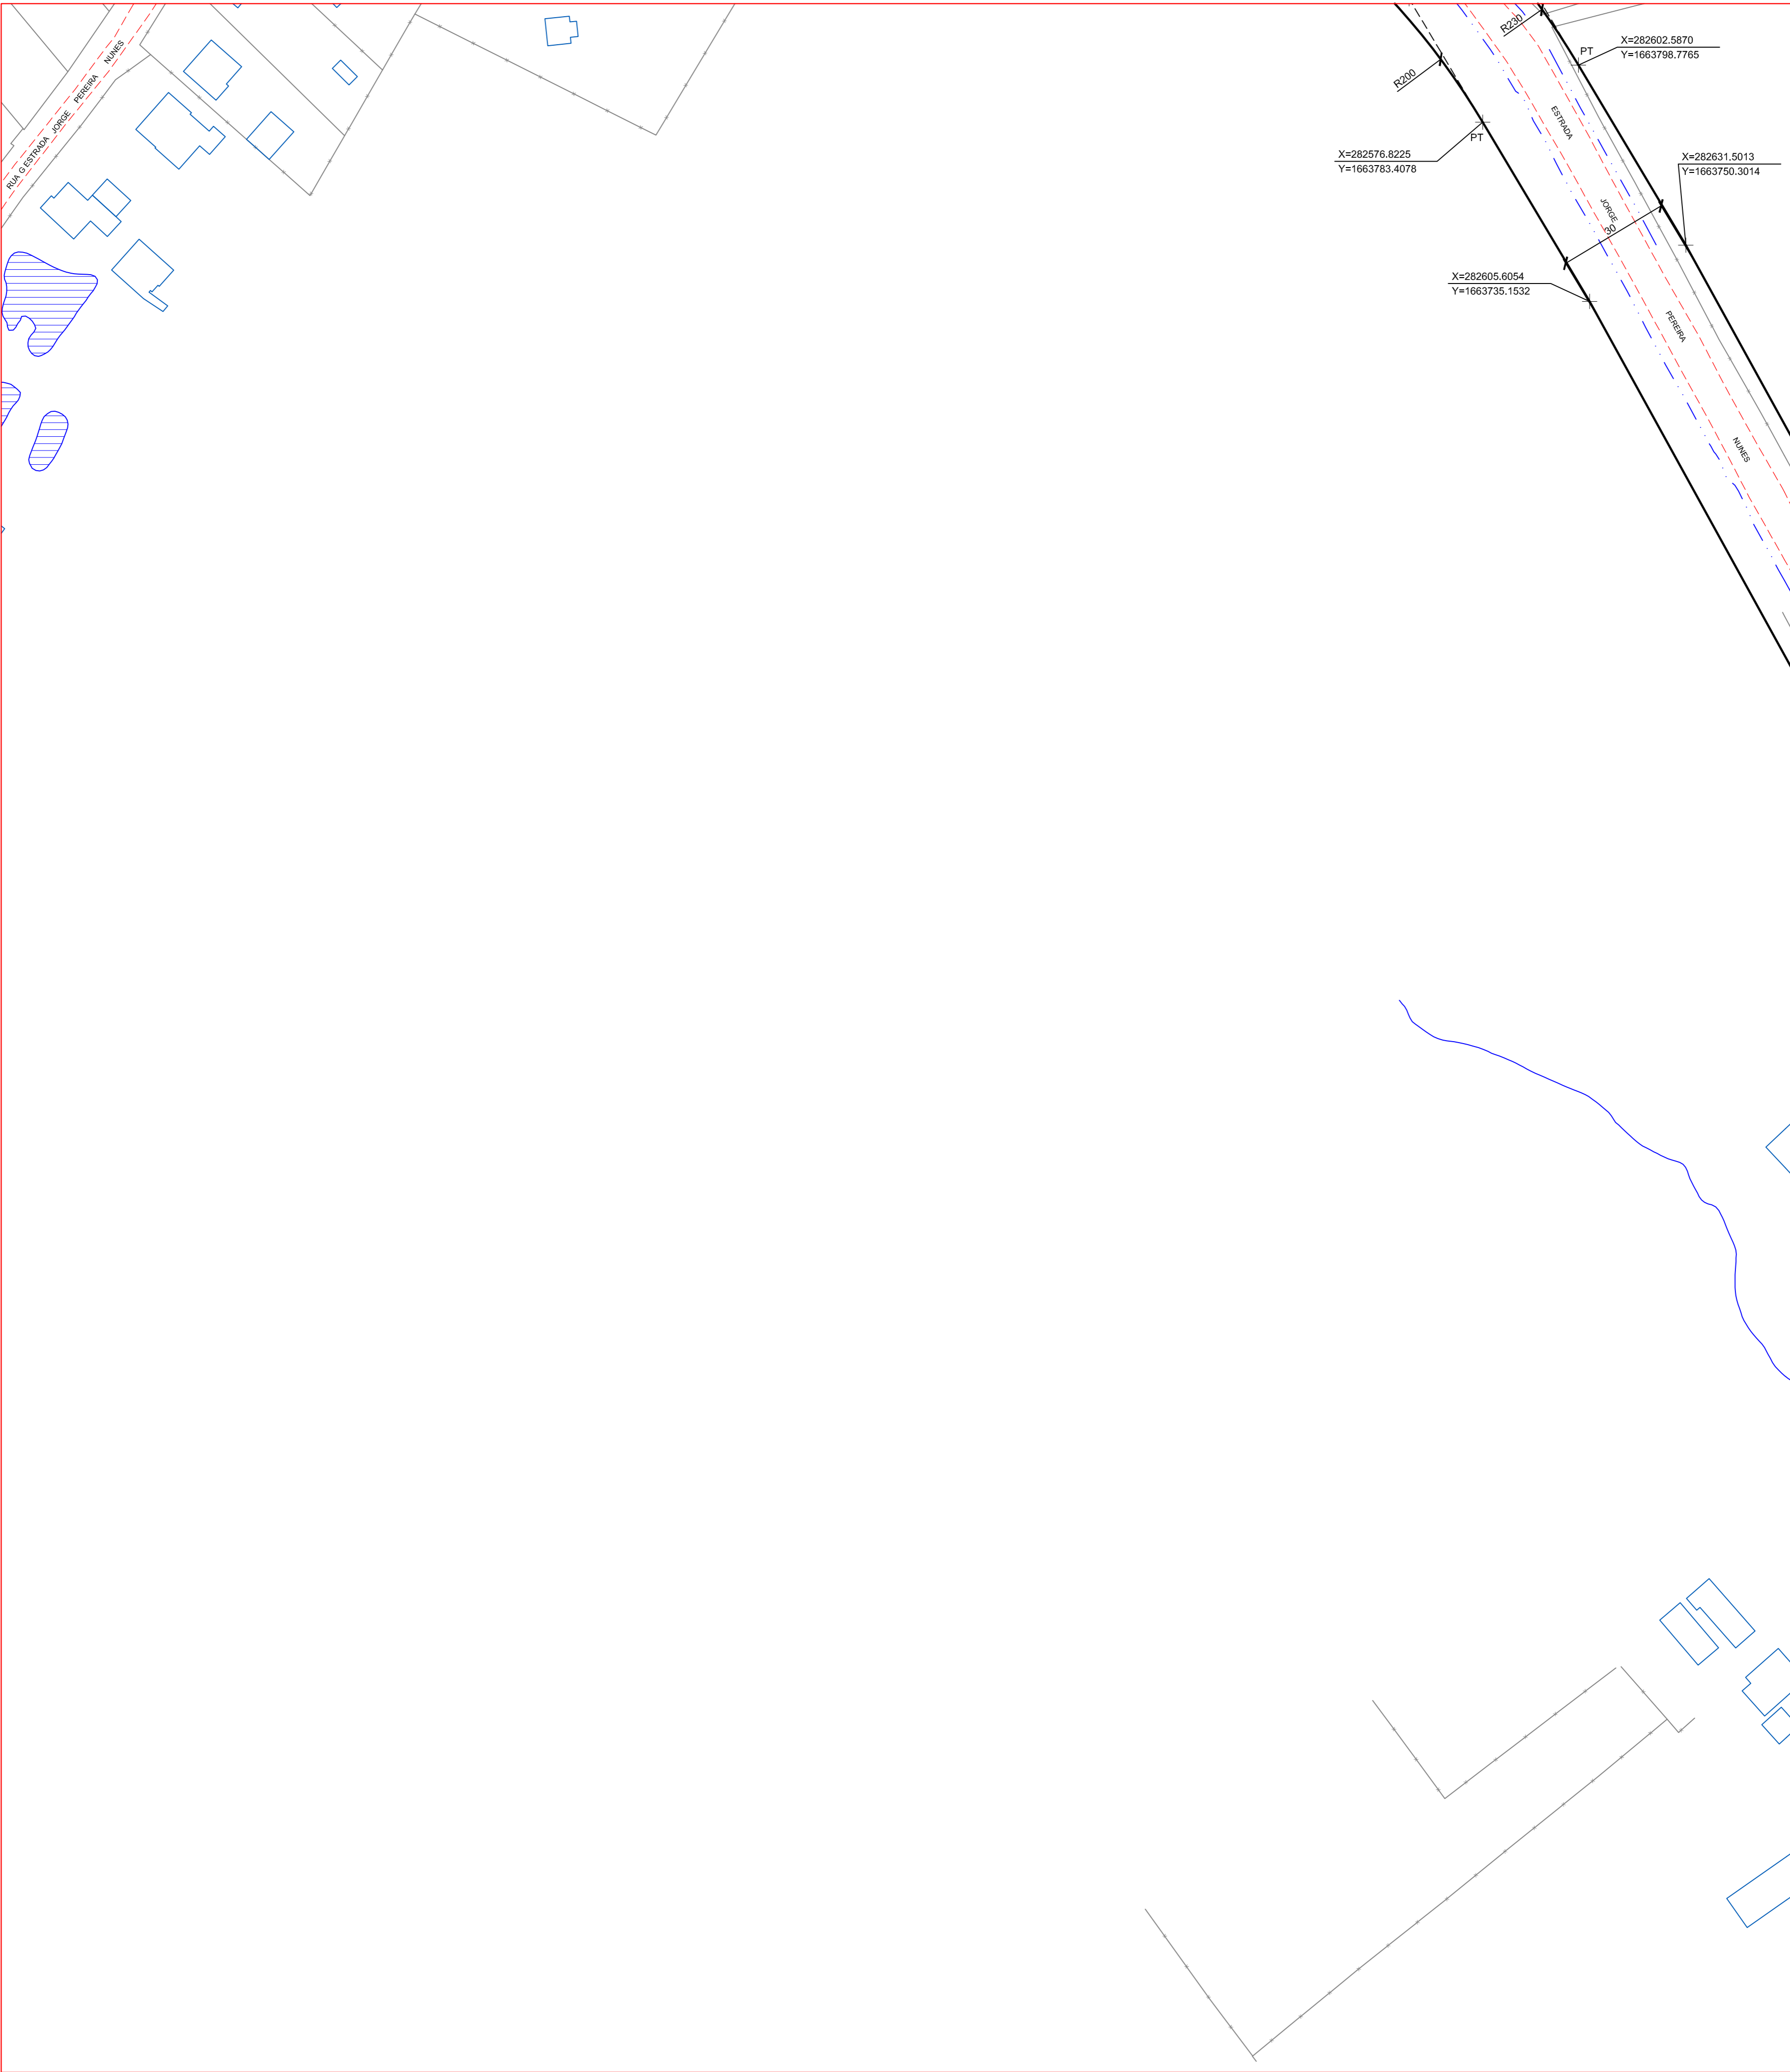 RUA G ESTRADA JORGE PEREIRA NUNES
R230
X=282602.5870
Y=1663798.7765
PT
R200
ESTRADA JORGE PEREIRA NUNES
PT
X=282576.8225
Y=1663783.4078
X=282631.5013
Y=1663750.3014
30
X=282605.6054
Y=1663735.1532